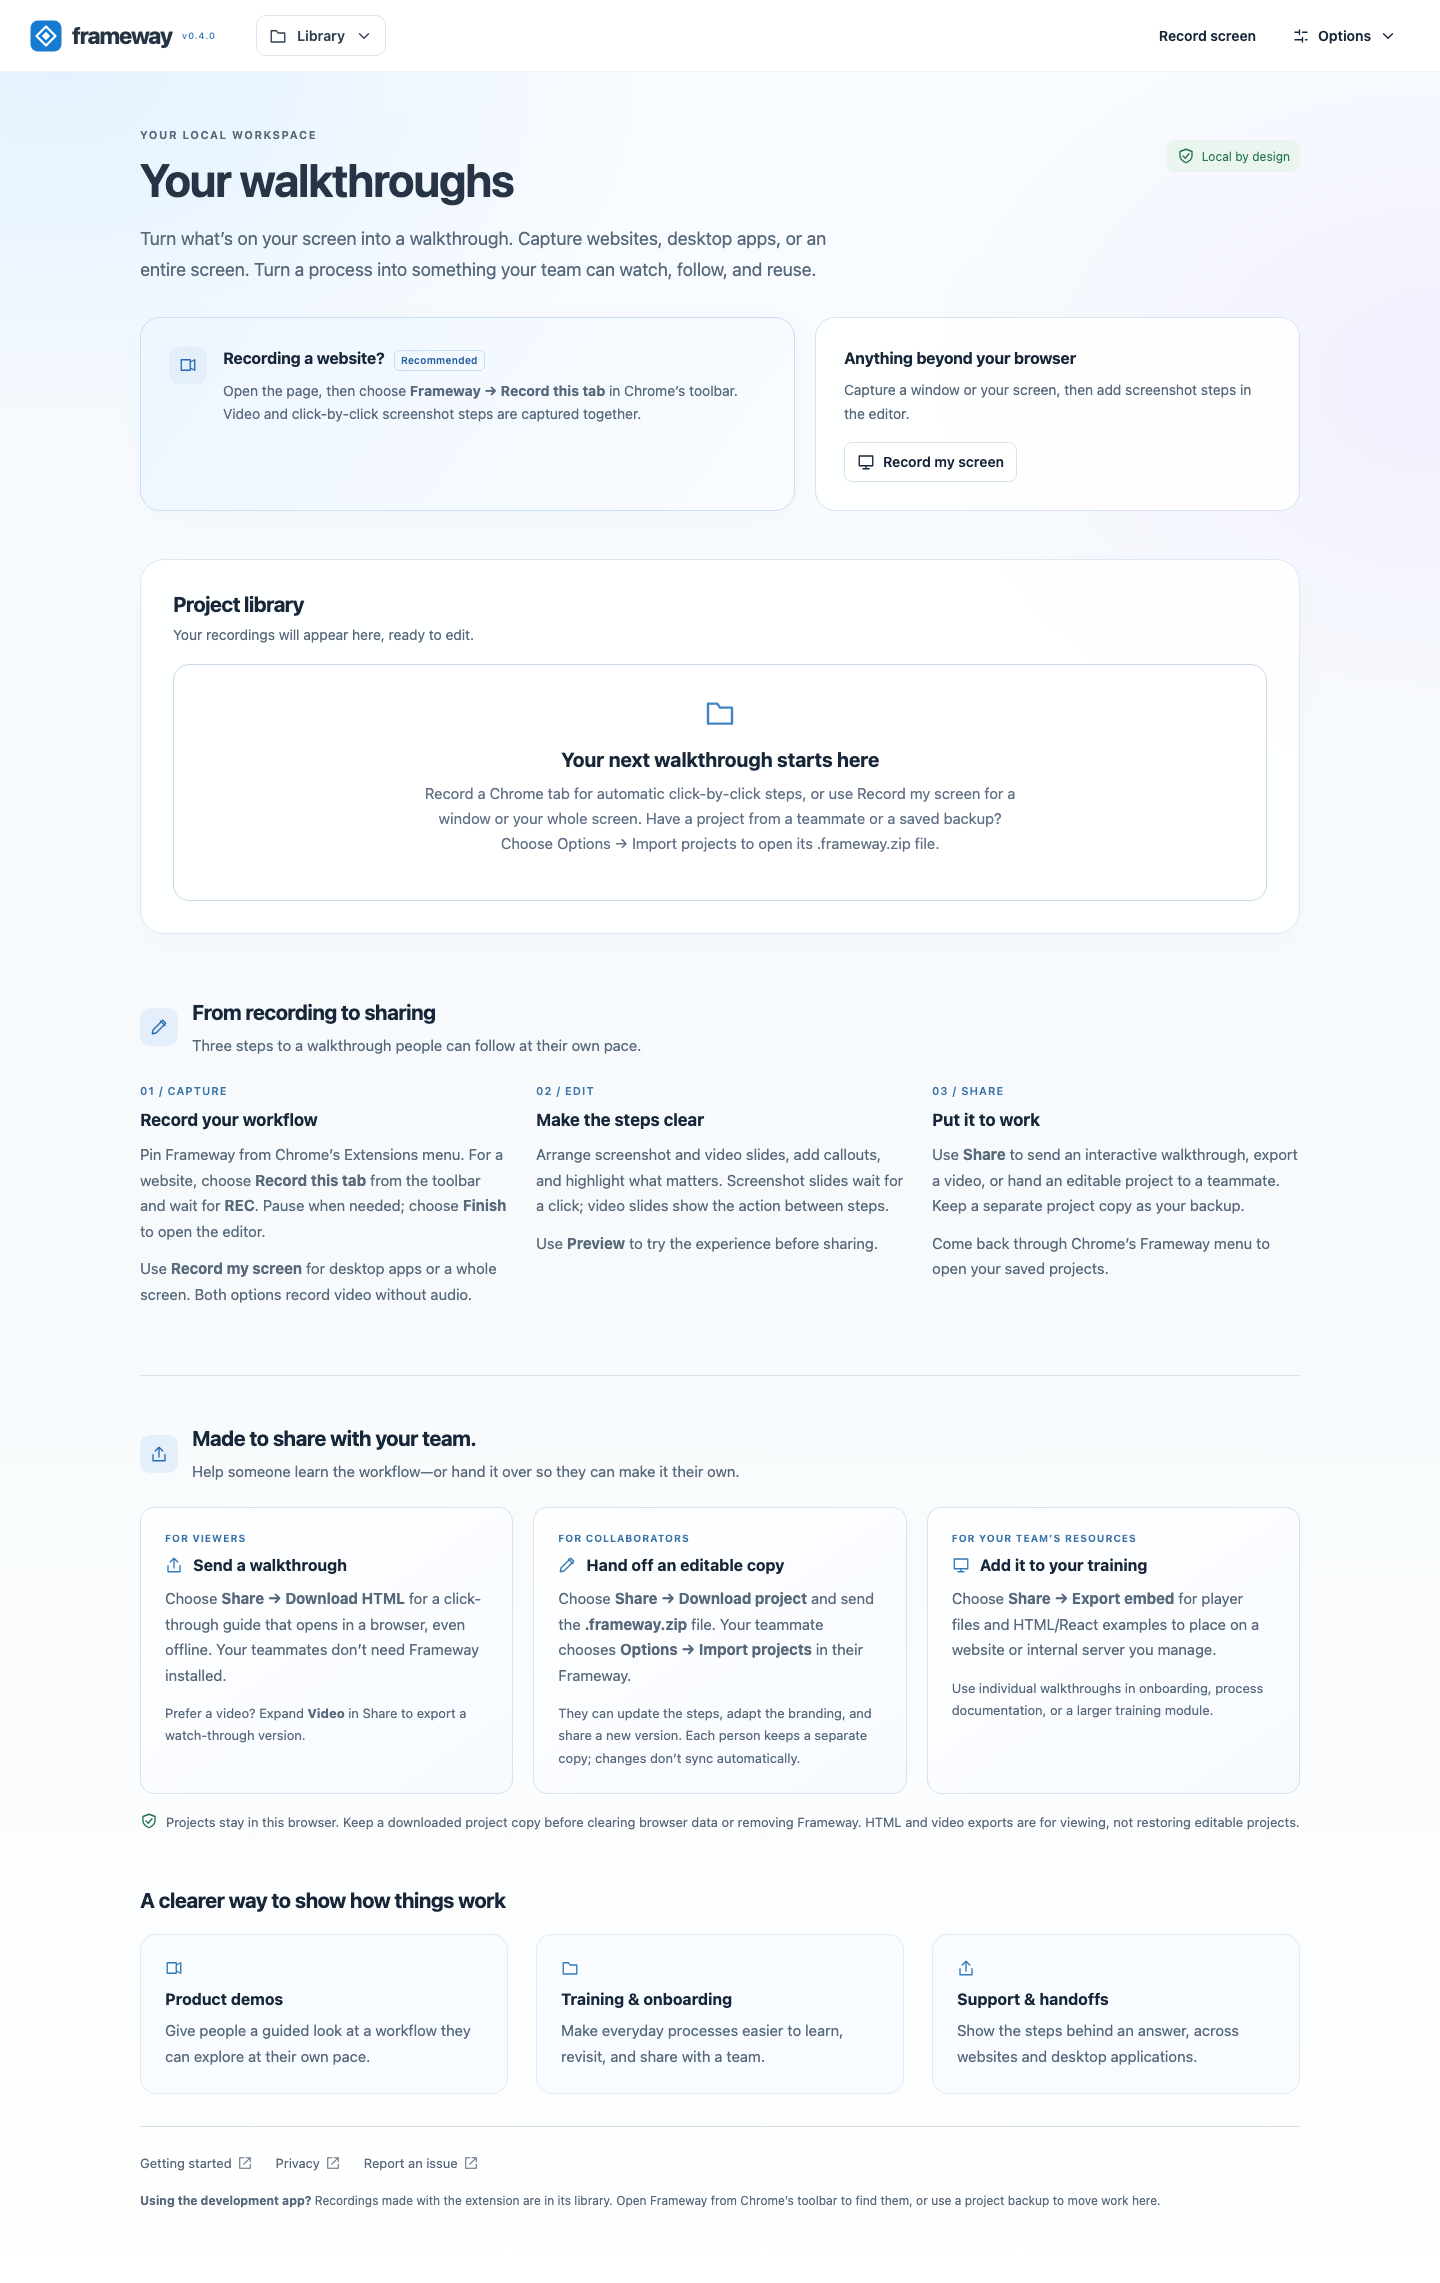 frameway v0.4.0 Library Record screen Options
YOUR LOCAL WORKSPACE
Your walkthroughs
Local by design
Turn what’s on your screen into a walkthrough. Capture websites, desktop apps, or an
entire screen. Turn a process into something your team can watch, follow, and reuse.
Recording a website? Recommended
Open the page, then choose Frameway → Record this tab in Chrome’s toolbar.
Video and click-by-click screenshot steps are captured together.
Anything beyond your browser
Capture a window or your screen, then add screenshot steps in
the editor.
Record my screen
Project library
Your recordings will appear here, ready to edit.
Your next walkthrough starts here
Record a Chrome tab for automatic click-by-click steps, or use Record my screen for a
window or your whole screen. Have a project from a teammate or a saved backup?
Choose Options → Import projects to open its .frameway.zip file.
From recording to sharing
Three steps to a walkthrough people can follow at their own pace.
01 / CAPTURE
Record your workflow
Pin Frameway from Chrome’s Extensions menu. For a
website, choose Record this tab from the toolbar
and wait for REC. Pause when needed; choose Finish
to open the editor.
Use Record my screen for desktop apps or a whole
screen. Both options record video without audio.
02 / EDIT
Make the steps clear
Arrange screenshot and video slides, add callouts,
and highlight what matters. Screenshot slides wait for
a click; video slides show the action between steps.
Use Preview to try the experience before sharing.
03 / SHARE
Put it to work
Use Share to send an interactive walkthrough, export
a video, or hand an editable project to a teammate.
Keep a separate project copy as your backup.
Come back through Chrome’s Frameway menu to
open your saved projects.
Made to share with your team.
Help someone learn the workflow—or hand it over so they can make it their own.
FOR VIEWERS
Send a walkthrough
Choose Share → Download HTML for a click-
through guide that opens in a browser, even
offline. Your teammates don’t need Frameway
installed.
Prefer a video? Expand Video in Share to export a
watch-through version.
FOR COLLABORATORS
Hand off an editable copy
Choose Share → Download project and send
the .frameway.zip file. Your teammate
chooses Options → Import projects in their
Frameway.
They can update the steps, adapt the branding, and
share a new version. Each person keeps a separate
copy; changes don’t sync automatically.
FOR YOUR TEAM’S RESOURCES
Add it to your training
Choose Share → Export embed for player
files and HTML/React examples to place on a
website or internal server you manage.
Use individual walkthroughs in onboarding, process
documentation, or a larger training module.
Projects stay in this browser. Keep a downloaded project copy before clearing browser data or removing Frameway. HTML and video exports are for viewing, not restoring editable projects.
A clearer way to show how things work
Product demos
Give people a guided look at a workflow they
can explore at their own pace.
Training & onboarding
Make everyday processes easier to learn,
revisit, and share with a team.
Support & handoffs
Show the steps behind an answer, across
websites and desktop applications.
Getting started Privacy Report an issue
Using the development app? Recordings made with the extension are in its library. Open Frameway from Chrome’s toolbar to find them, or use a project backup to move work here.